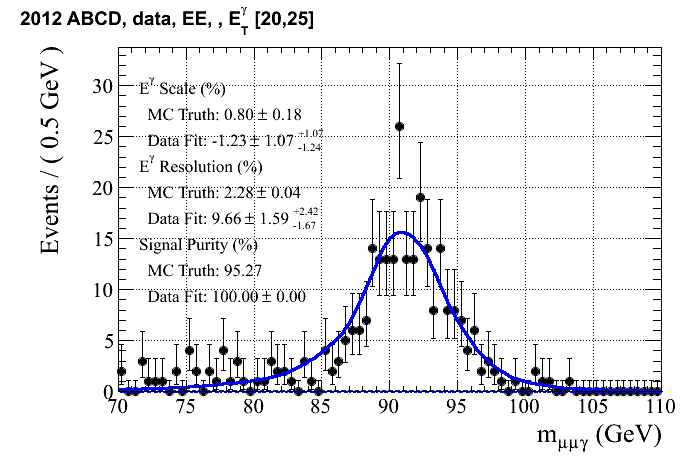 2012 ABCD, data, EE, , E_T^γ [20,25]
Events / ( 0.5 GeV )
30
25
20
15
10
5
0
E^γ Scale (%)
MC Truth: 0.80 ± 0.18
Data Fit: -1.23 ± 1.07 +1.07 -1.24
E^γ Resolution (%)
MC Truth: 2.28 ± 0.04
Data Fit: 9.66 ± 1.59 +2.42 -1.67
Signal Purity (%)
MC Truth: 95.27
Data Fit: 100.00 ± 0.00
70 75 80 85 90 95 100 105 110
m_μμγ (GeV)